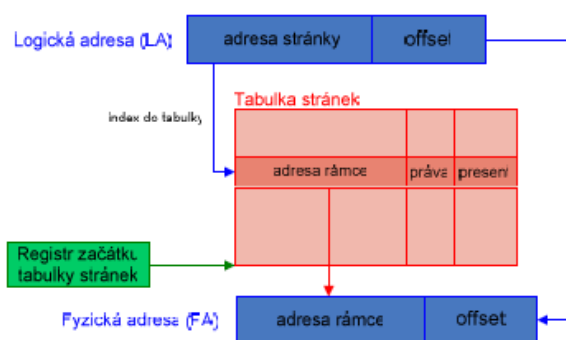 Logická adresa (LA)
adresa stránky
offset
Tabulka stránek
index do tabulky
adresa rámce
práva
present
Registr začátku
tabulky stránek
Fyzická adresa (FA)
adresa rámce
offset